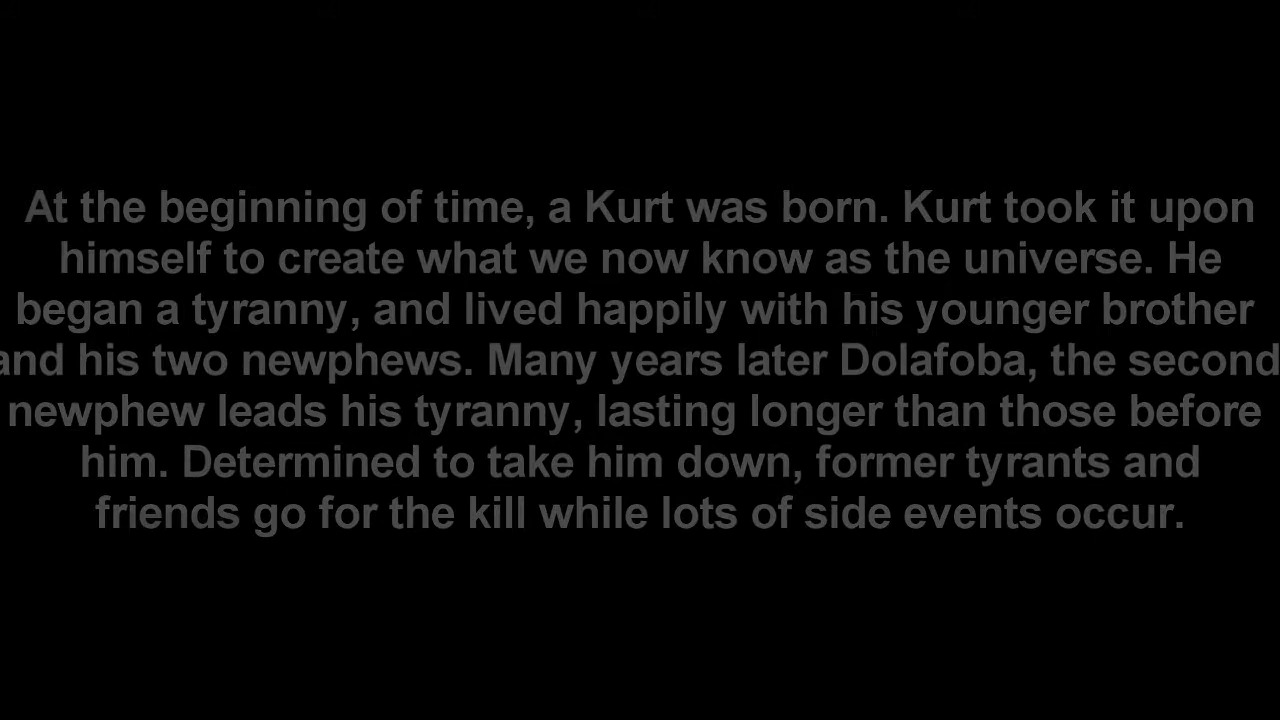 At the beginning of time, a Kurt was born. Kurt took it upon
himself to create what we now know as the universe. He
began a tyranny, and lived happily with his younger brother
and his two newphews. Many years later Dolafoba, the second
newphew leads his tyranny, lasting longer than those before
him. Determined to take him down, former tyrants and
friends go for the kill while lots of side events occur.